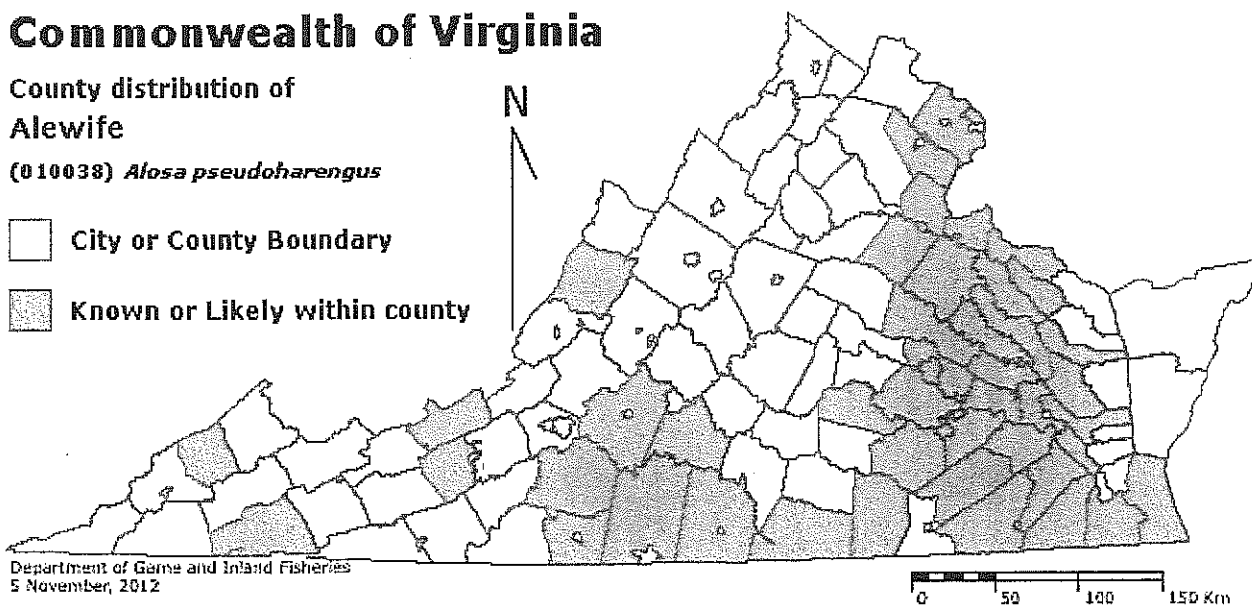 Commonwealth of Virginia
County distribution of
Alewife
(010038) Alosa pseudoharengus
N
City or County Boundary
Known or Likely within county
Department of Game and Inland Fisheries
5 November, 2012
0 50 100 150 Km